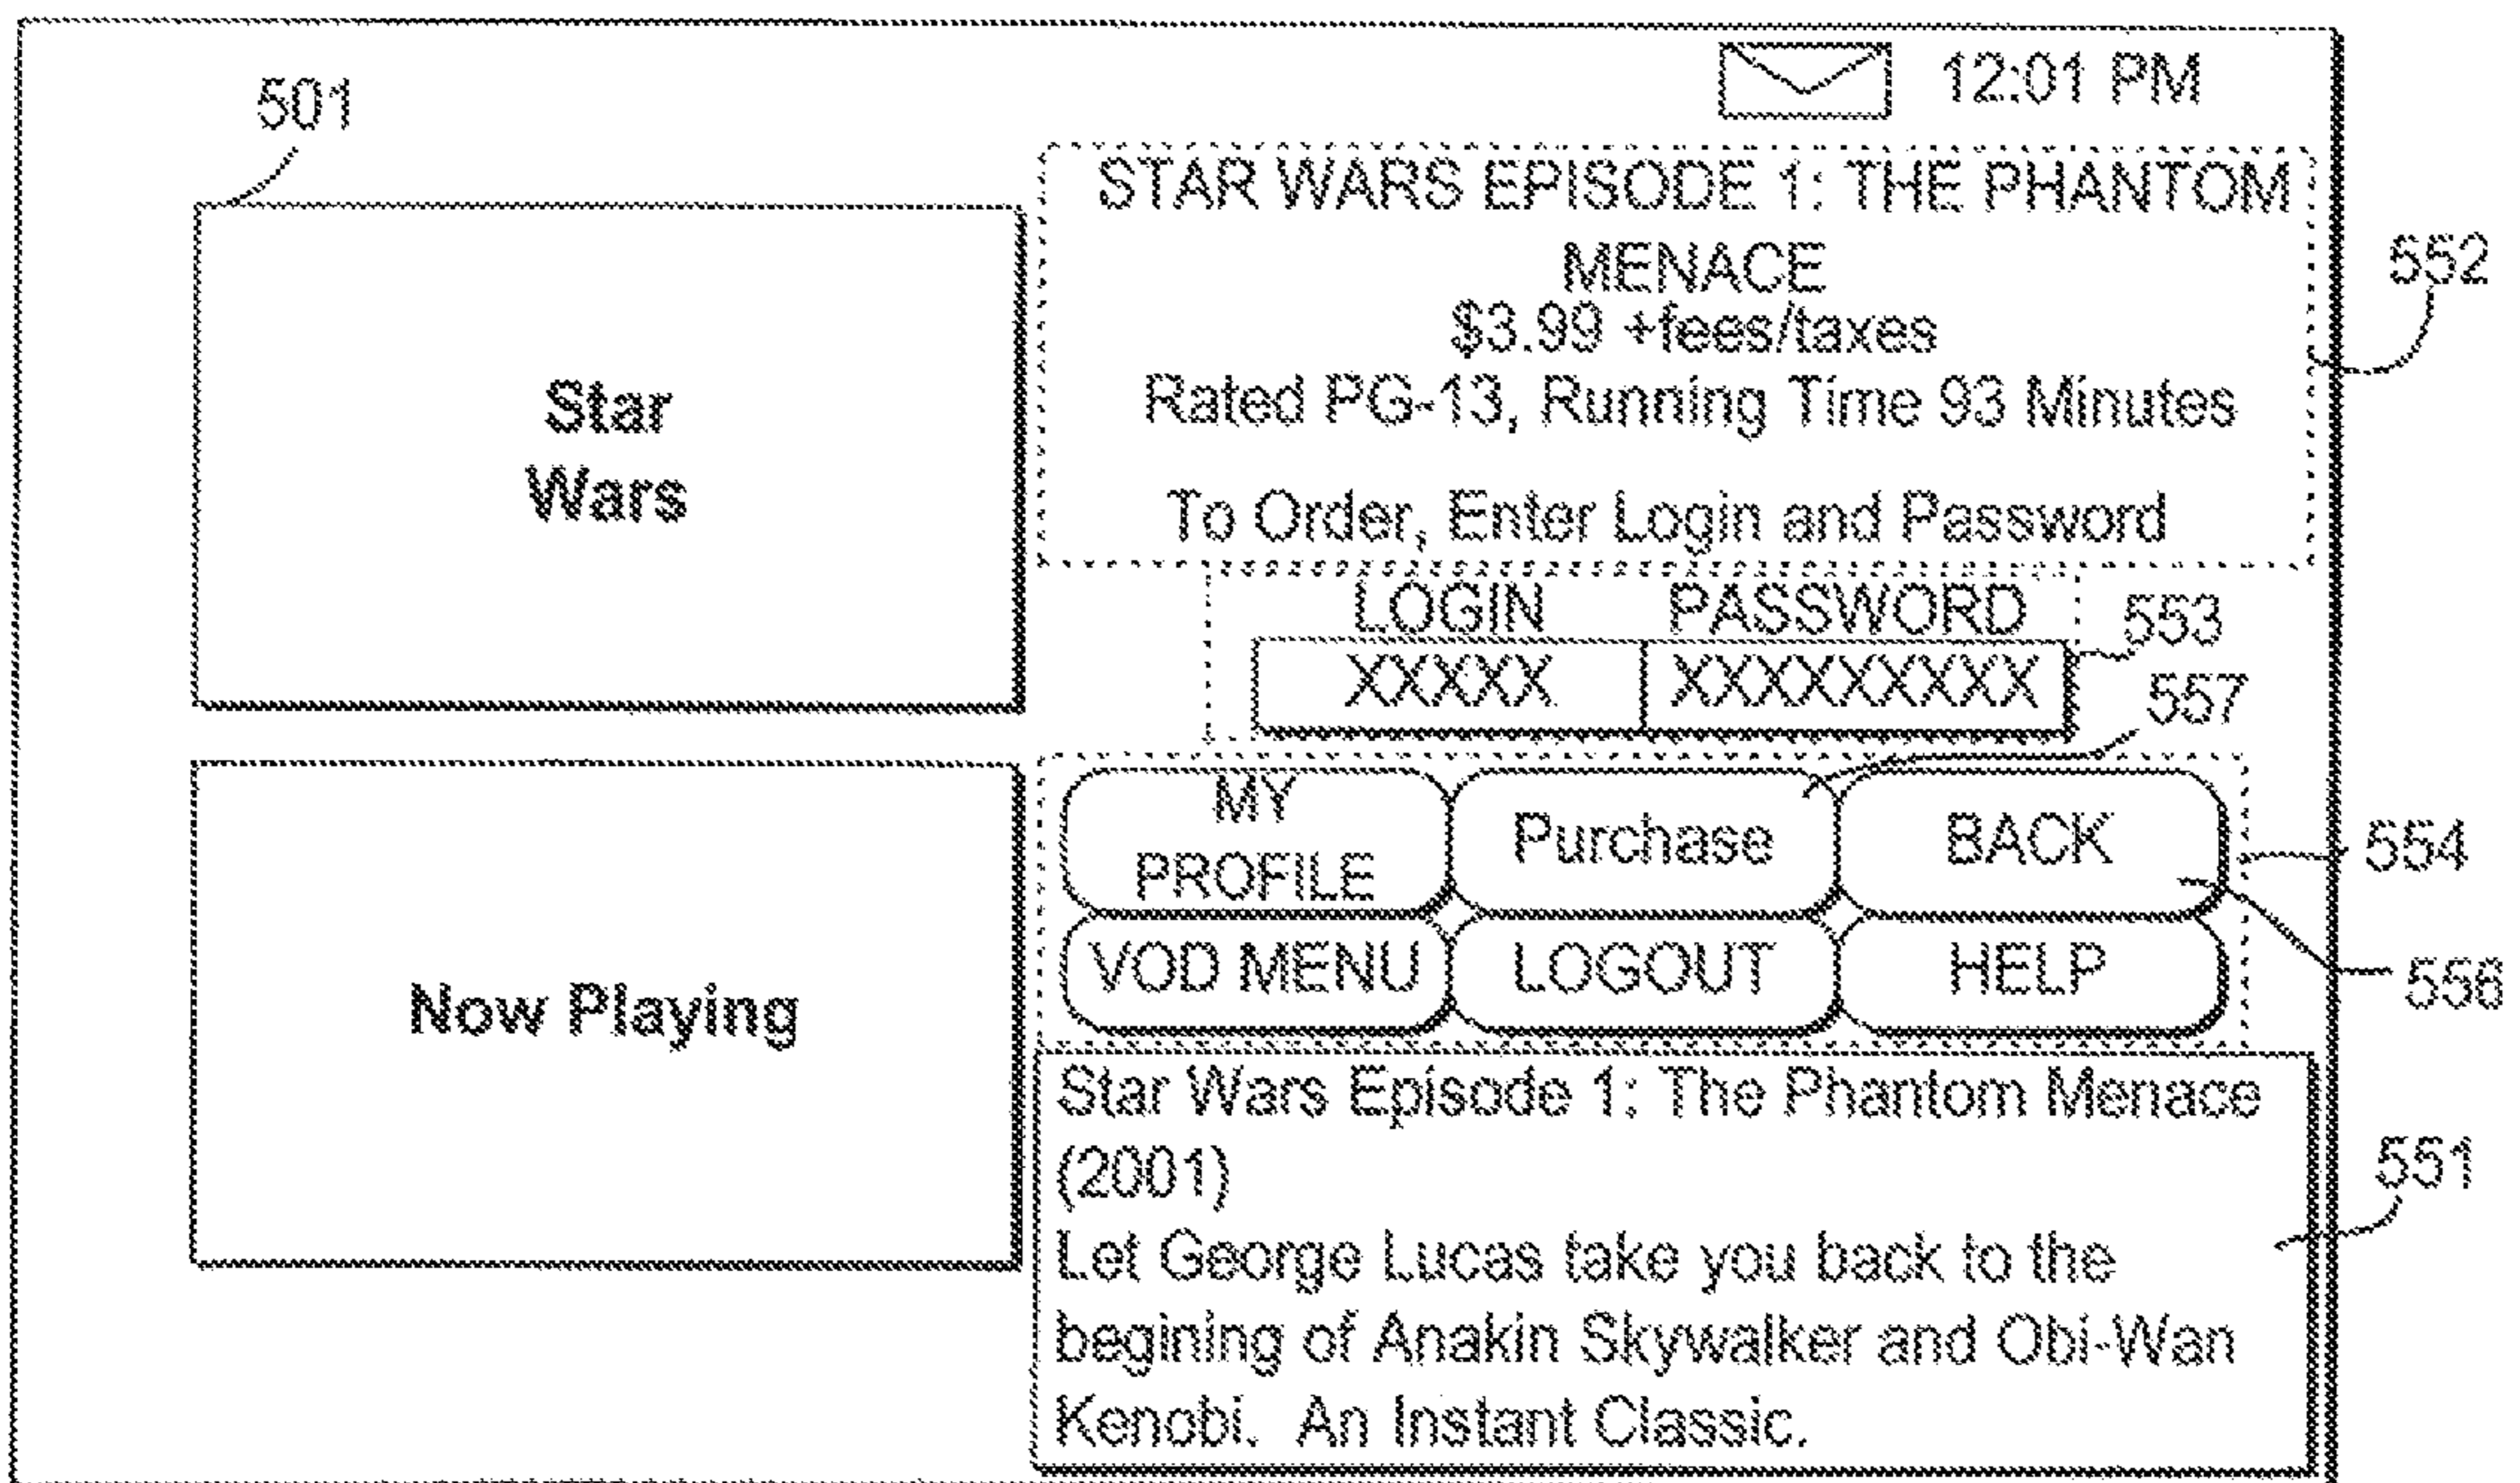 12:01 PM
501
STAR WARS EPISODE 1: THE PHANTOM
MENACE
552
$3.99 +fees/taxes
Rated PG-13, Running Time 93 Minutes
Star
Wars
To Order, Enter Login and Password
LOGIN PASSWORD
553
XXXXX XXXXXXXXX
557
MY
PROFILE
Purchase
BACK
554
VOD MENU
LOGOUT
HELP
556
Now Playing
Star Wars Episode 1: The Phantom Menace
(2001)
551
Let George Lucas take you back to the
begining of Anakin Skywalker and Obi-Wan
Kenobi. An Instant Classic.